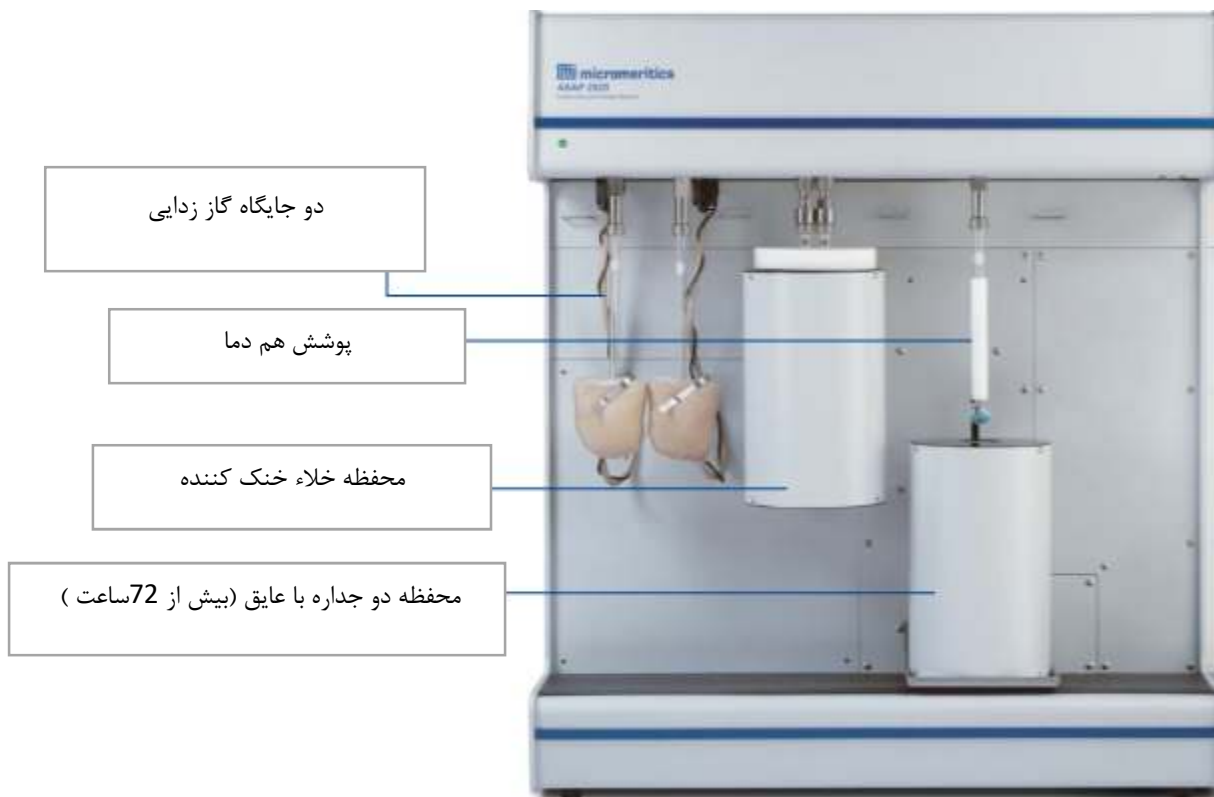 micromeritics
دو جایگاه گاز زدایی
پوشش هم دما
محفظه خلاء خنک کننده
محفظه دو جداره با عایق (بیش از 72ساعت )